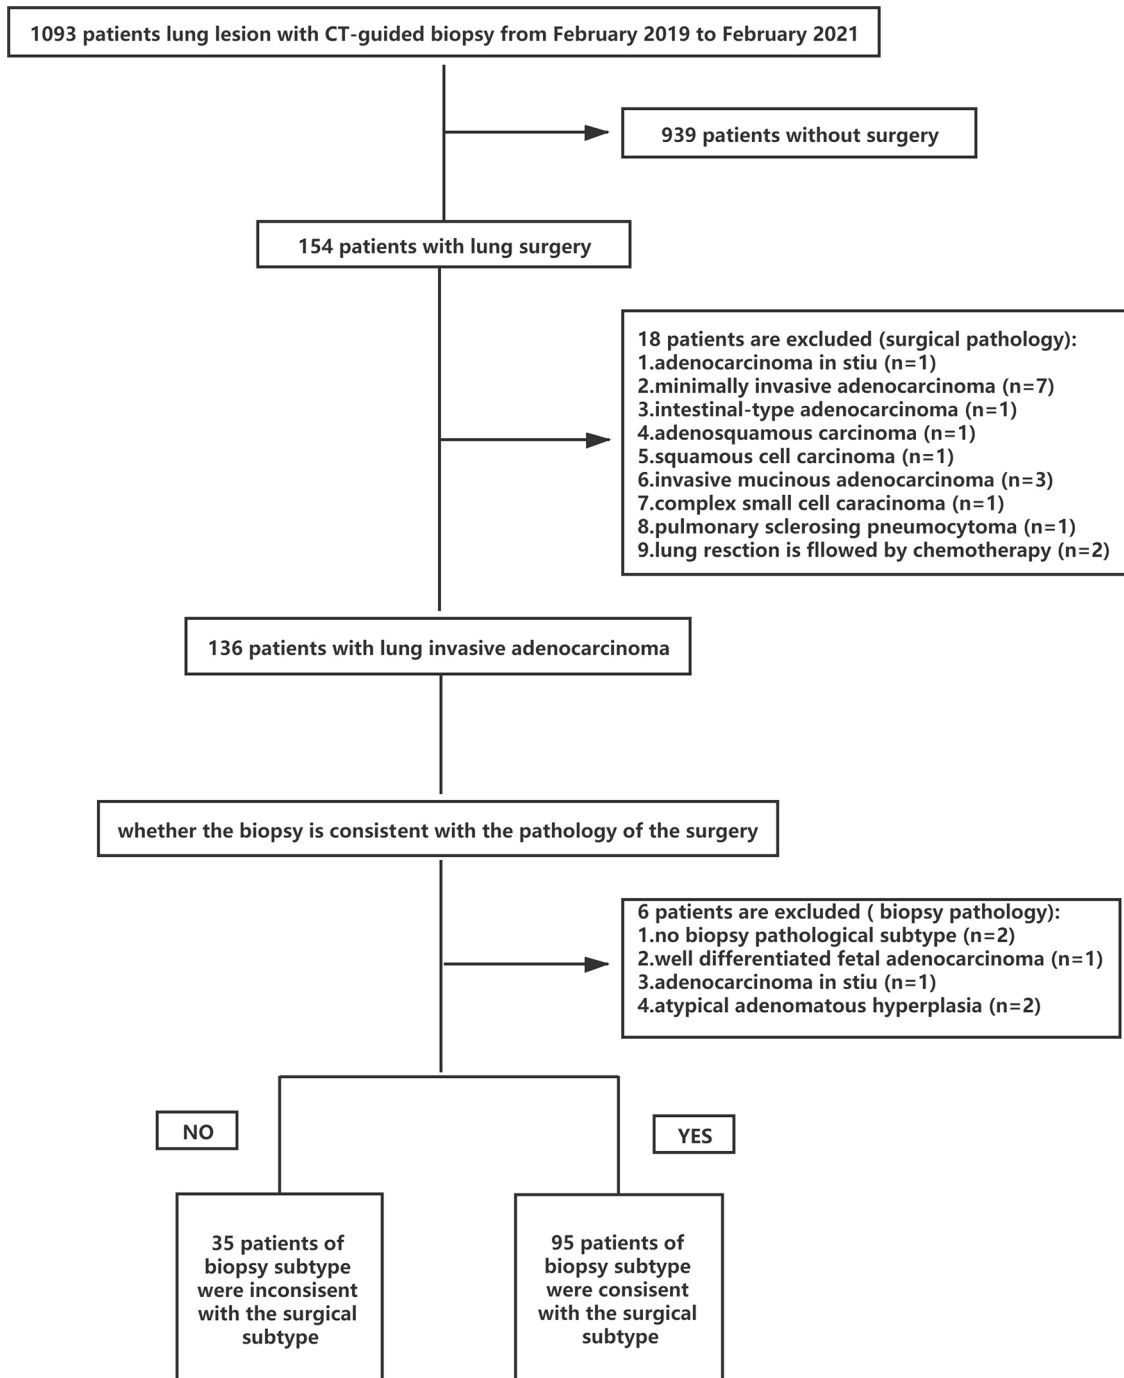 1093 patients lung lesion with CT-guided biopsy from February 2019 to February 2021
939 patients without surgery
154 patients with lung surgery
18 patients are excluded (surgical pathology):
1.adenocarcinoma in stiu (n=1)
2.minimally invasive adenocarcinoma (n=7)
3.intestinal-type adenocarcinoma (n=1)
4.adenosquamous carcinoma (n=1)
5.squamous cell carcinoma (n=1)
6.invasive mucinous adenocarcinoma (n=3)
7.complex small cell caracinoma (n=1)
8.pulmonary sclerosing pneumocytoma (n=1)
9.lung resction is fllowed by chemotherapy (n=2)
136 patients with lung invasive adenocarcinoma
whether the biopsy is consistent with the pathology of the surgery
6 patients are excluded ( biopsy pathology):
1.no biopsy pathological subtype (n=2)
2.well differentiated fetal adenocarcinoma (n=1)
3.adenocarcinoma in stiu (n=1)
4.atypical adenomatous hyperplasia (n=2)
NO
YES
35 patients of
biopsy subtype
were inconsisent
with the surgical
subtype
95 patients of
biopsy subtype
were consisent
with the surgical
subtype